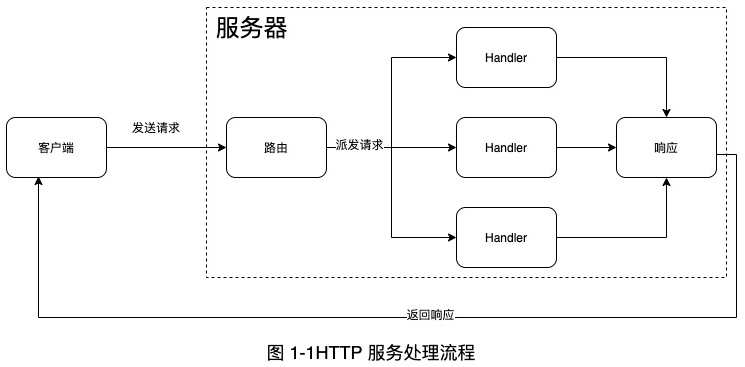 服务器
Handler
发送请求
客户端
路由
派发请求
Handler
响应
Handler
返回响应
图 1-1HTTP 服务处理流程